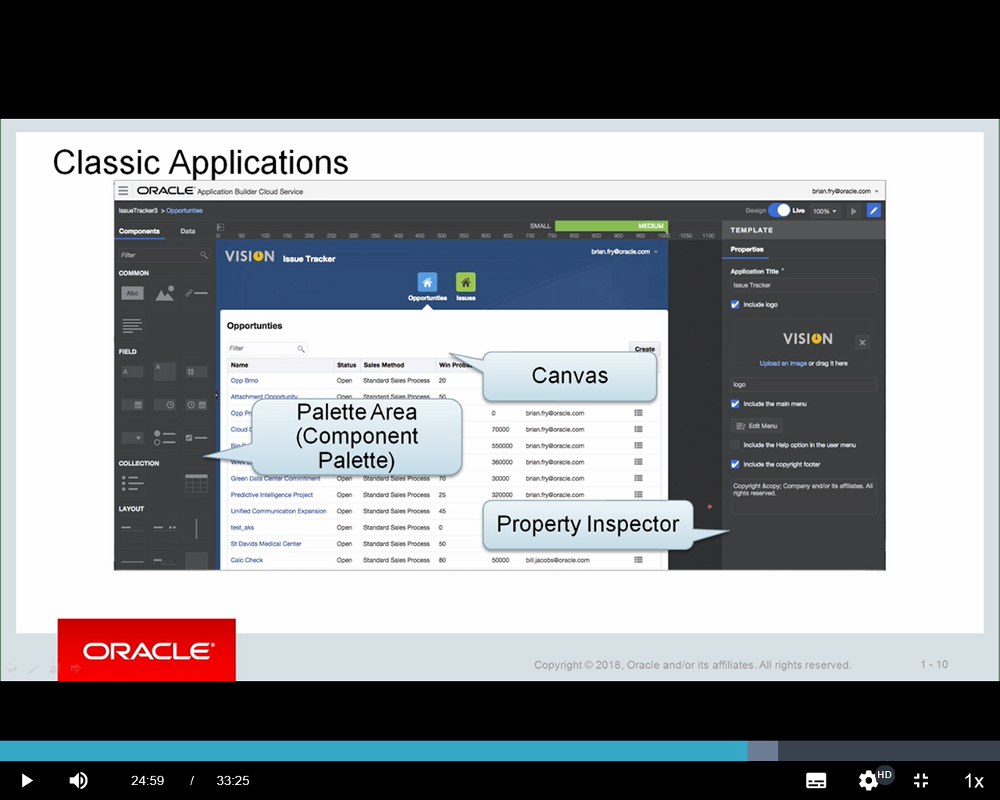 Classic Applications
ORACLE Application Builder Cloud Service
brian.fry@oracle.com
IssueTracker3 > Opportunties
Design Live 100%
Components Data
SMALL MEDIUM
0 50 100 150 200 250 300 350 400 450 500 550 600 650 700 750 800 850 900 950 1000 1050 1100
TEMPLATE
Filter
COMMON
Abc
FIELD
A A #
COLLECTION
LAYOUT
VISION Issue Tracker
brian.fry@oracle.com
Opportunties Issues
Opportunties
Filter
Create
Name Status Sales Method Win Proba
Opp Bmo Open Standard Sales Process 20
Attachment Opportunity Open Standard Sales Process 50
Opp Pr 0 brian.fry@oracle.com
Cloud 70000 brian.fry@oracle.com
550000 brian.fry@oracle.com
360000 brian.fry@oracle.com
Green Data Center Commitment Open Standard Sales Process 70 30000 brian.fry@oracle.com
Predictive Intelligence Project Open Standard Sales Process 25 320000 brian.fry@oracle.com
Unified Communication Expansion Open Standard Sales Process 45
test_aks Open Standard Sales Process 0
St Davids Medical Center Open Standard Sales Process 50
Calc Check Open Standard Sales Process 80 50000 bill.jacobs@oracle.com
Canvas
Palette Area
(Component
Palette)
Property Inspector
Properties
Application Title *
Issue Tracker
Include logo
VISION
Upload an image or drag it here
logo
Include the main menu
Edit Menu
Include the Help option in the user menu
Include the copyright footer
Copyright &copy; Company and/or its affiliates. All
rights reserved.
ORACLE
Copyright © 2018, Oracle and/or its affiliates. All rights reserved.
1 - 10
24:59 / 33:25
HD
1x